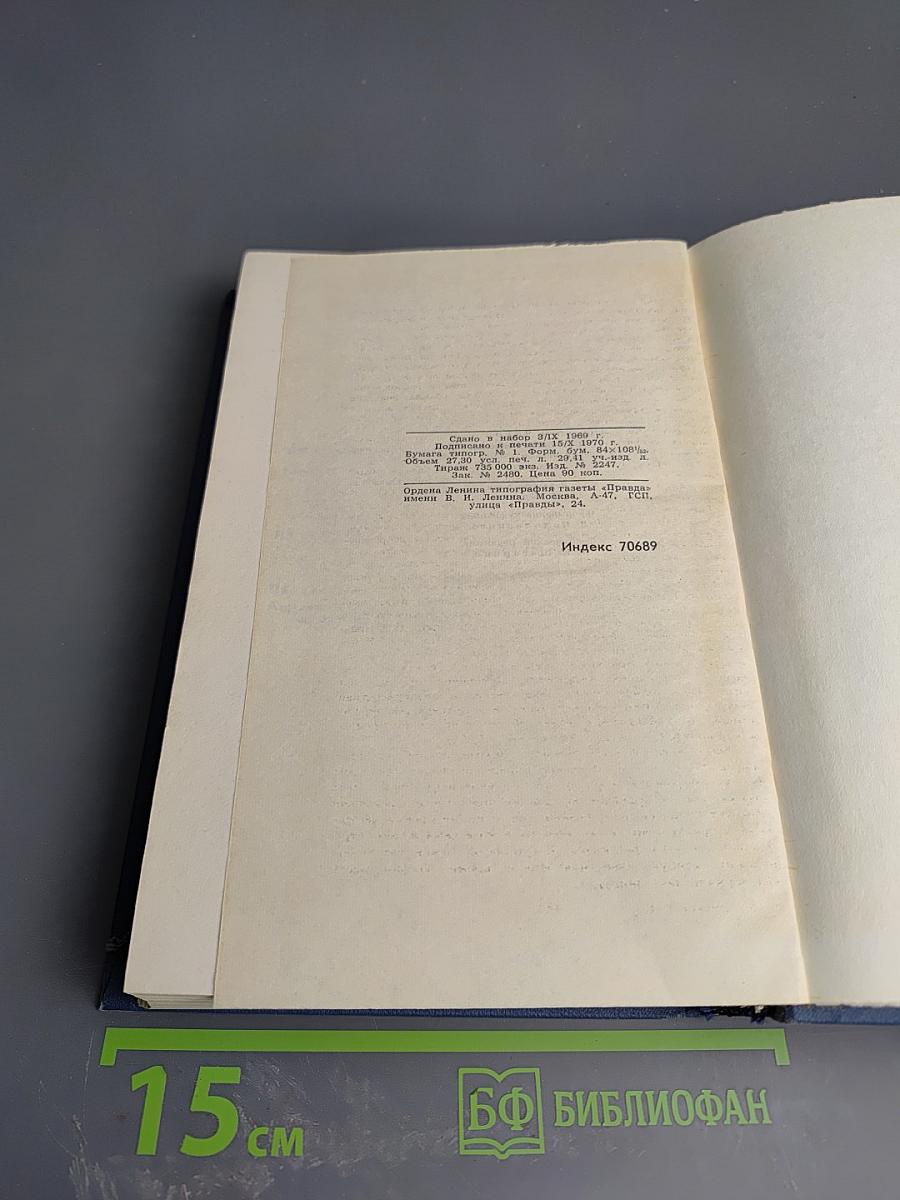 Сдано в набор 3/IX 1969 г.
Подписано к печати 15/X 1970 г.
Бумага типогр. № 1. Форм. бум. 84×108¹/₃₂.
Объем 27,30 усл. печ. л. 29,41 уч.-изд. л.
Тираж 735 000 экз. Изд. № 2247.
Зак. № 2480. Цена 90 коп.
Ордена Ленина типография газеты «Правда»
имени В. И. Ленина. Москва, А-47, ГСП,
улица «Правды», 24.
Индекс 70689
15 см
БФ БИБЛИОФАН